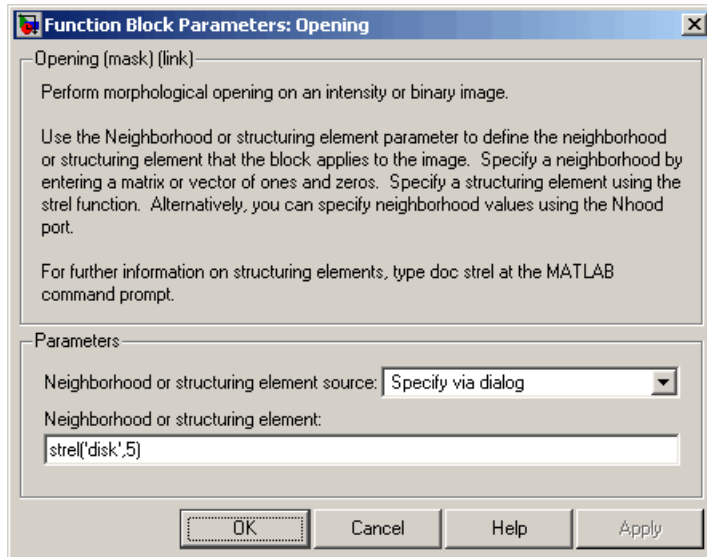 Function Block Parameters: Opening
Opening (mask) (link)
Perform morphological opening on an intensity or binary image.
Use the Neighborhood or structuring element parameter to define the neighborhood
or structuring element that the block applies to the image.  Specify a neighborhood by
entering a matrix or vector of ones and zeros.  Specify a structuring element using the
strel function.  Alternatively, you can specify neighborhood values using the Nhood
port.
For further information on structuring elements, type doc strel at the MATLAB
command prompt.
Parameters
Neighborhood or structuring element source: Specify via dialog
Neighborhood or structuring element:
strel('disk',5)
OK Cancel Help Apply